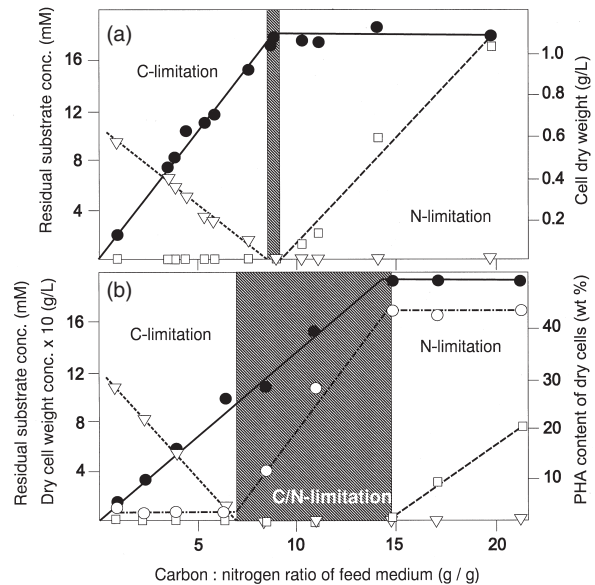 (a)
C-limitation
N-limitation
Residual substrate conc. (mM)
16
12
8
4
1.0
0.8
0.6
0.4
0.2
Cell dry weight (g/L)
(b)
C-limitation
N-limitation
C/N-limitation
Residual substrate conc. (mM)
Dry cell weight conc. x 10 (g/L)
16
12
8
4
40
30
20
10
PHA content of dry cells (wt %)
5 10 15 20
Carbon : nitrogen ratio of feed medium (g / g)